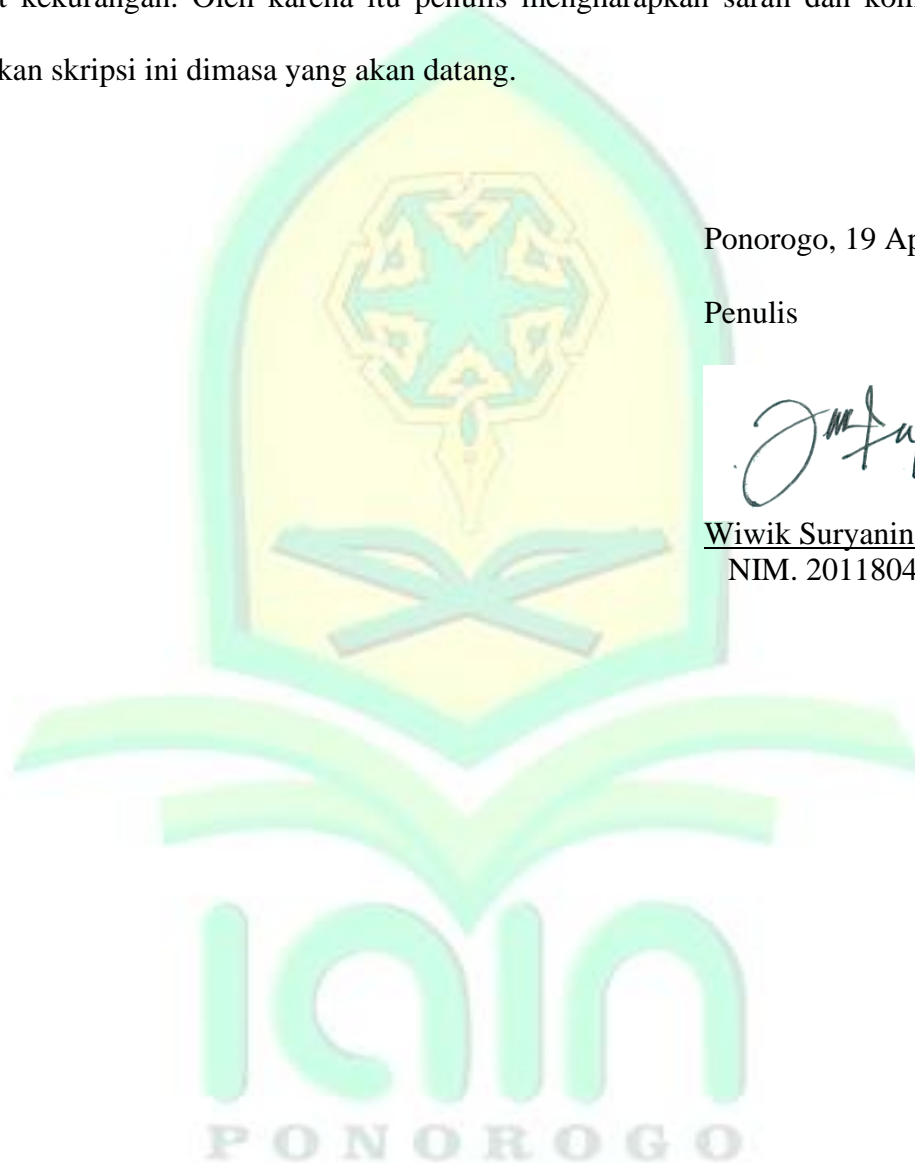 t kekurangan. Oleh karena itu penulis mengharapkan saran dan kom
kan skripsi ini dimasa yang akan datang.
Ponorogo, 19 Ap
Penulis
Wiwik Suryanin
NIM. 2011804
iain
PONOROGO